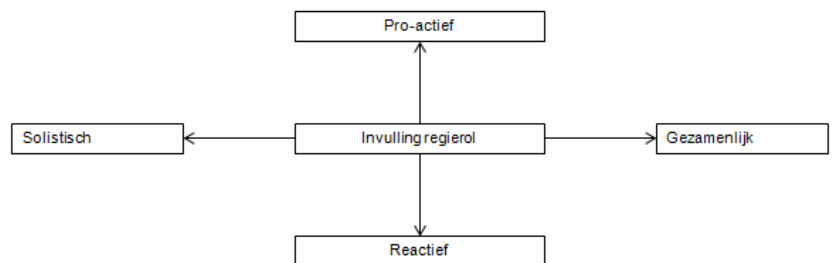 Pro-actief
Solistisch
Invulling regierol
Gezamenlijk
Reactief